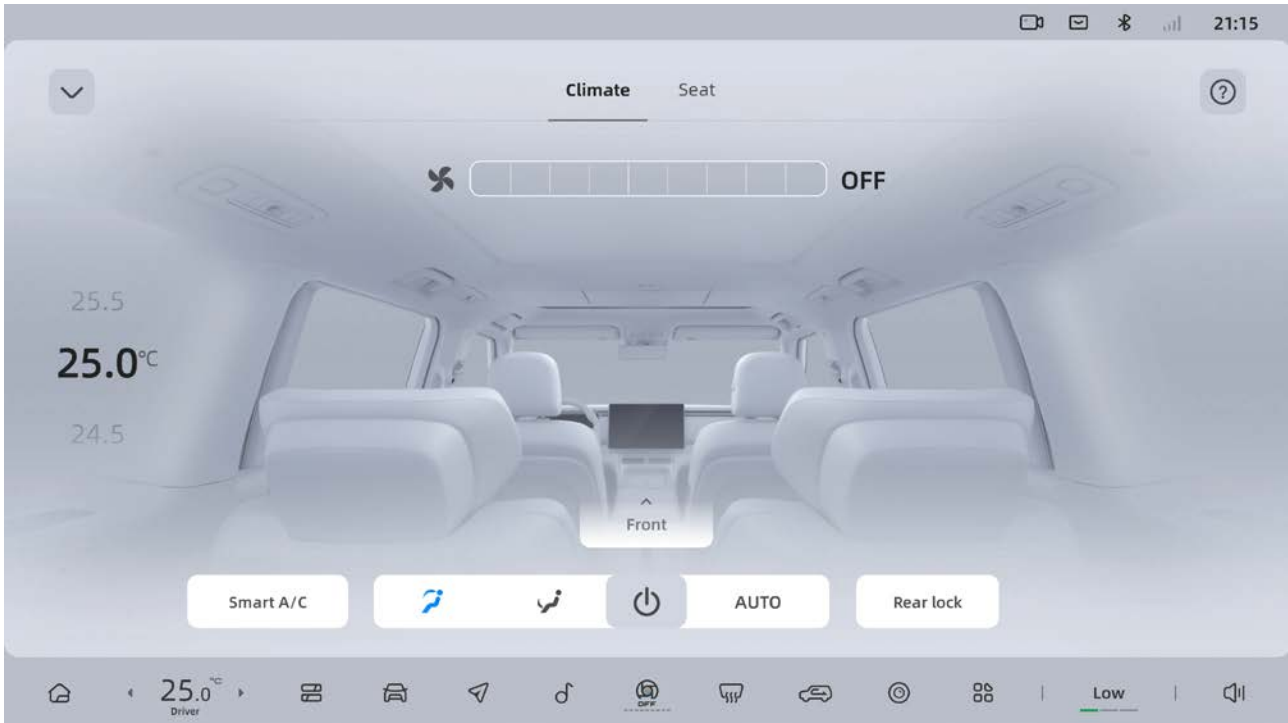 21:15
Climate Seat
OFF
25.5
25.0°C
24.5
Front
Smart A/C
AUTO
Rear lock
25.0°C
Driver
OFF
Low